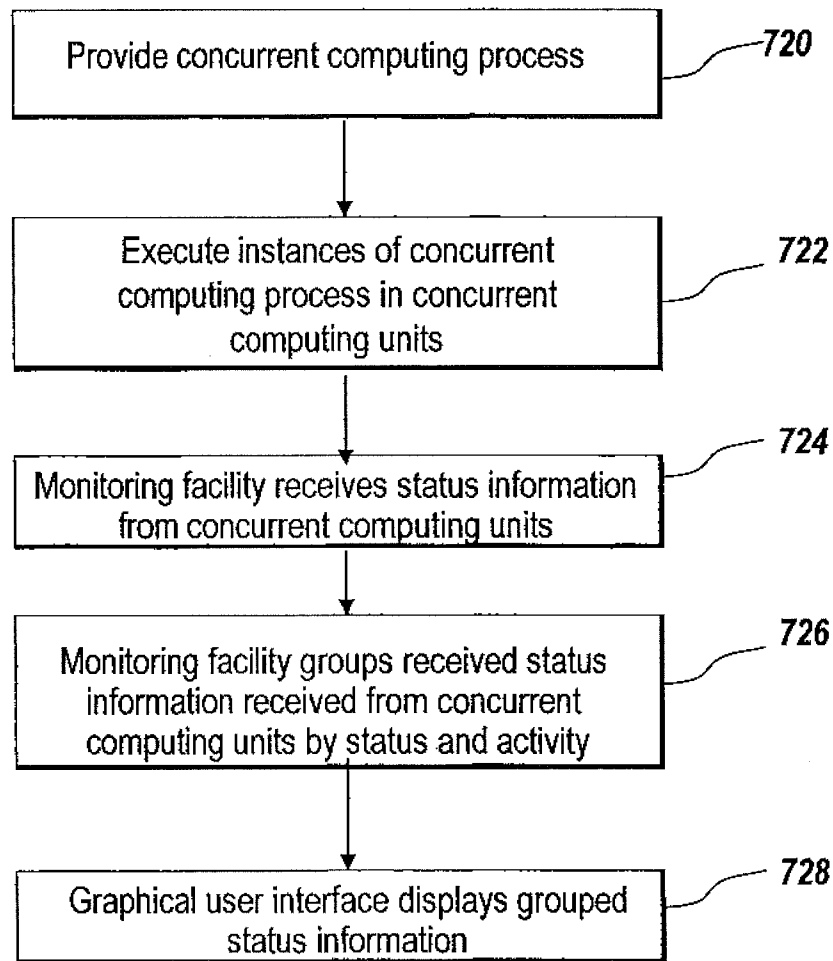 Provide concurrent computing process
720
Execute instances of concurrent
computing process in concurrent
computing units
722
Monitoring facility receives status information
from concurrent computing units
724
Monitoring facility groups received status
information received from concurrent
computing units by status and activity
726
Graphical user interface displays grouped
status information
728